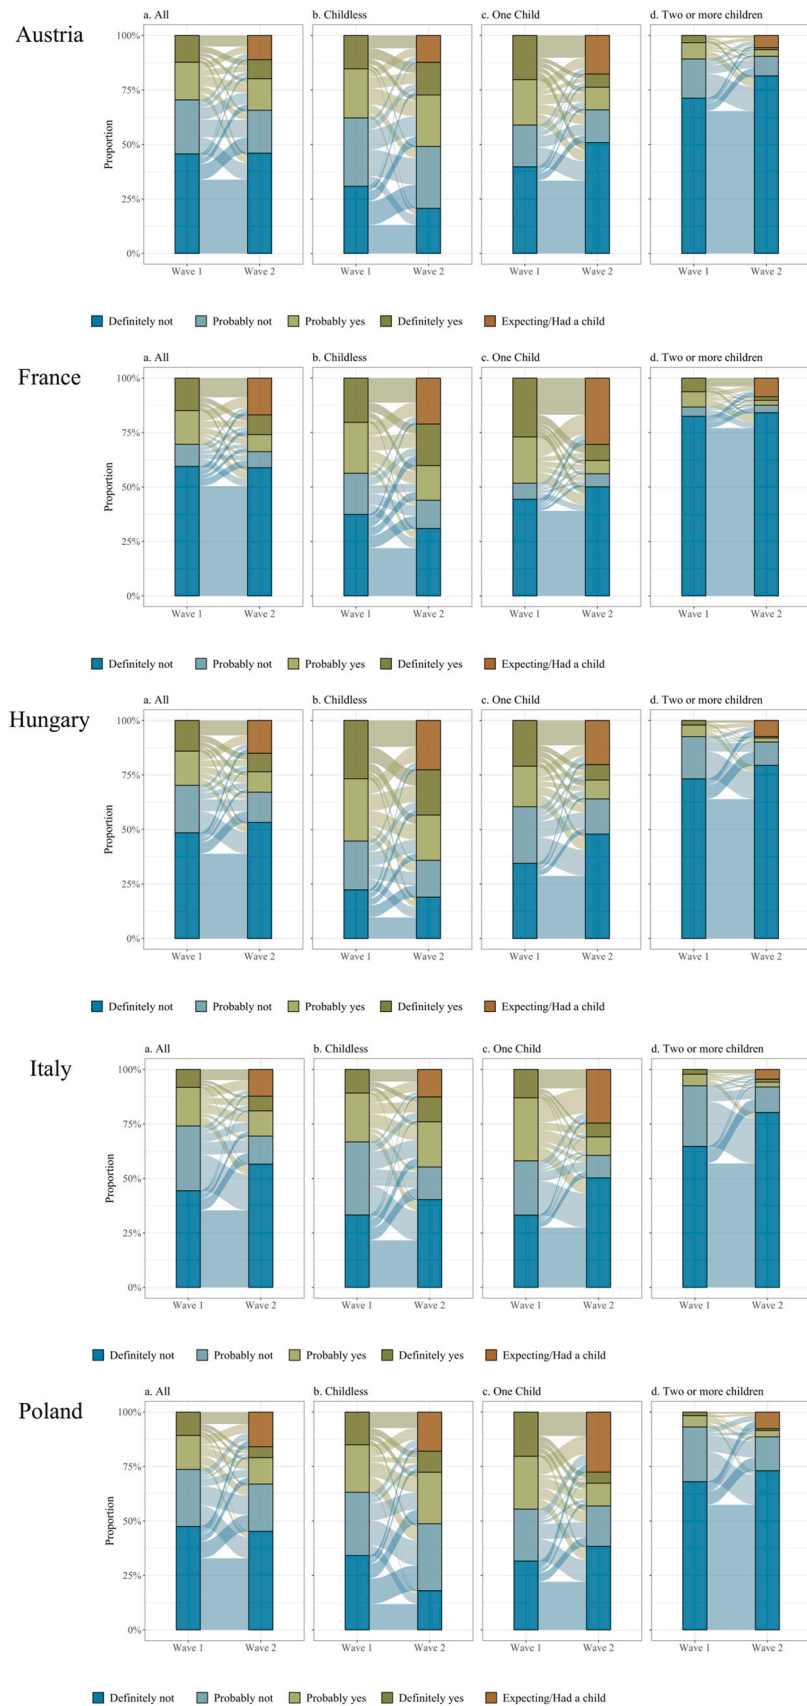 Austria
a. All b. Childless c. One Child d. Two or more children
100%
75%
50%
25%
0%
Proportion
Wave 1 Wave 2 Wave 1 Wave 2 Wave 1 Wave 2 Wave 1 Wave 2
Definitely not Probably not Probably yes Definitely yes Expecting/Had a child
France
a. All b. Childless c. One Child d. Two or more children
100%
75%
50%
25%
0%
Proportion
Wave 1 Wave 2 Wave 1 Wave 2 Wave 1 Wave 2 Wave 1 Wave 2
Definitely not Probably not Probably yes Definitely yes Expecting/Had a child
Hungary
a. All b. Childless c. One Child d. Two or more children
100%
75%
50%
25%
0%
Proportion
Wave 1 Wave 2 Wave 1 Wave 2 Wave 1 Wave 2 Wave 1 Wave 2
Definitely not Probably not Probably yes Definitely yes Expecting/Had a child
Italy
a. All b. Childless c. One Child d. Two or more children
100%
75%
50%
25%
0%
Proportion
Wave 1 Wave 2 Wave 1 Wave 2 Wave 1 Wave 2 Wave 1 Wave 2
Definitely not Probably not Probably yes Definitely yes Expecting/Had a child
Poland
a. All b. Childless c. One Child d. Two or more children
100%
75%
50%
25%
0%
Proportion
Wave 1 Wave 2 Wave 1 Wave 2 Wave 1 Wave 2 Wave 1 Wave 2
Definitely not Probably not Probably yes Definitely yes Expecting/Had a child